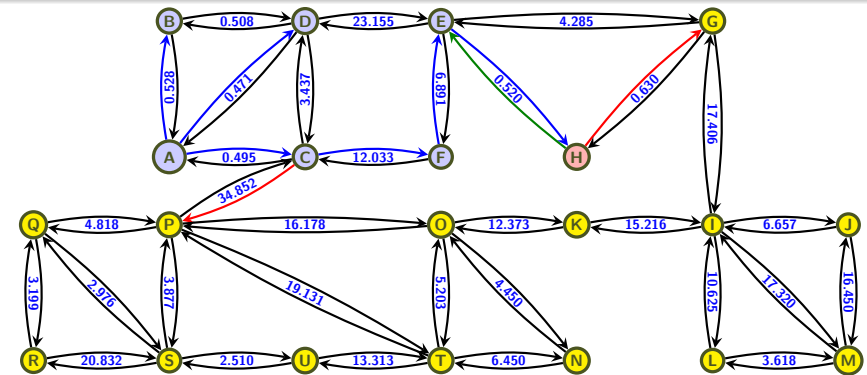 B 0.508 D 23.155 E 4.285 G
0.528 0.471 3.437 6.891 0.520 0.630 17.406
A 0.495 C 12.033 F H
34.852
Q 4.818 P 16.178 O 12.373 K 15.216 I 6.657 J
3.199 2.976 3.877 19.131 5.203 4.450 10.625 17.320 16.450
R 20.832 S 2.510 U 13.313 T 6.450 N L 3.618 M